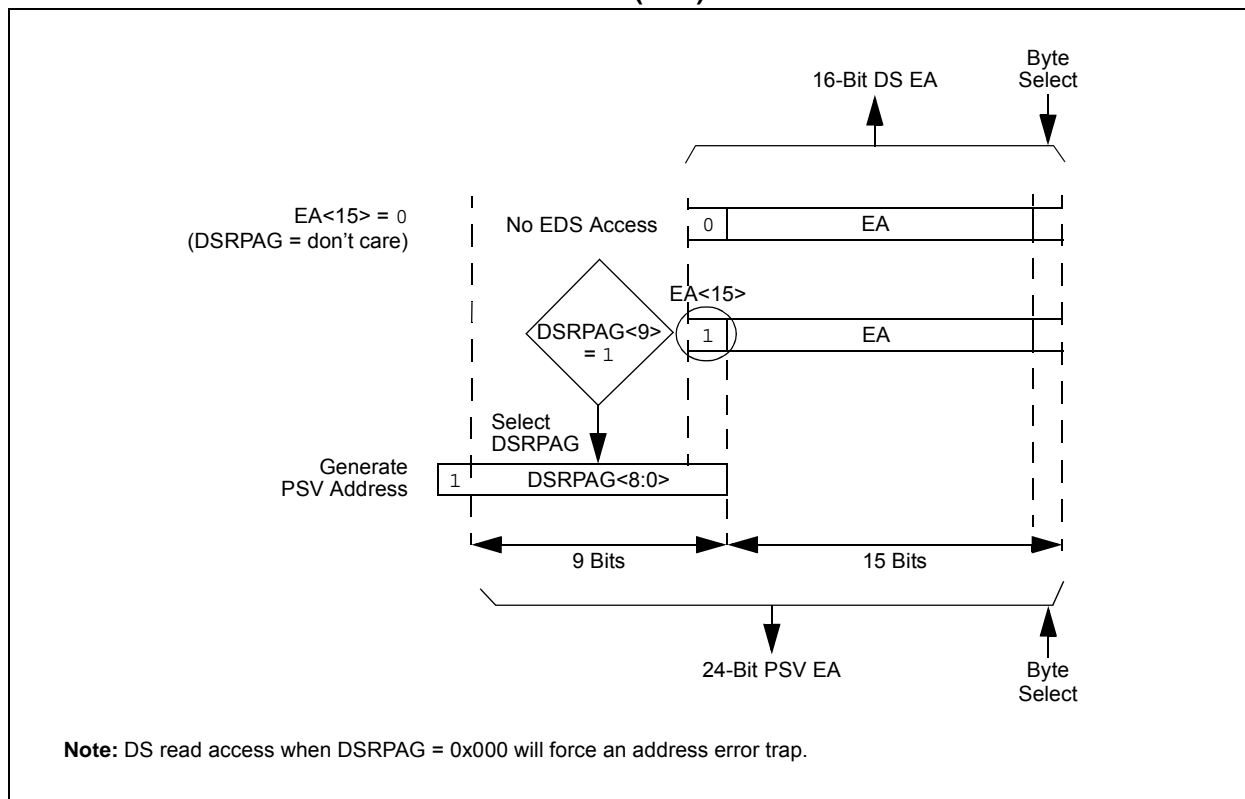 16-Bit DS EA
Byte
Select
EA<15> = 0
(DSRPAG = don't care)
No EDS Access
0
EA
EA<15>
DSRPAG<9>
= 1
1
EA
Select
DSRPAG
Generate
PSV Address
1
DSRPAG<8:0>
9 Bits
15 Bits
24-Bit PSV EA
Byte
Select
Note: DS read access when DSRPAG = 0x000 will force an address error trap.